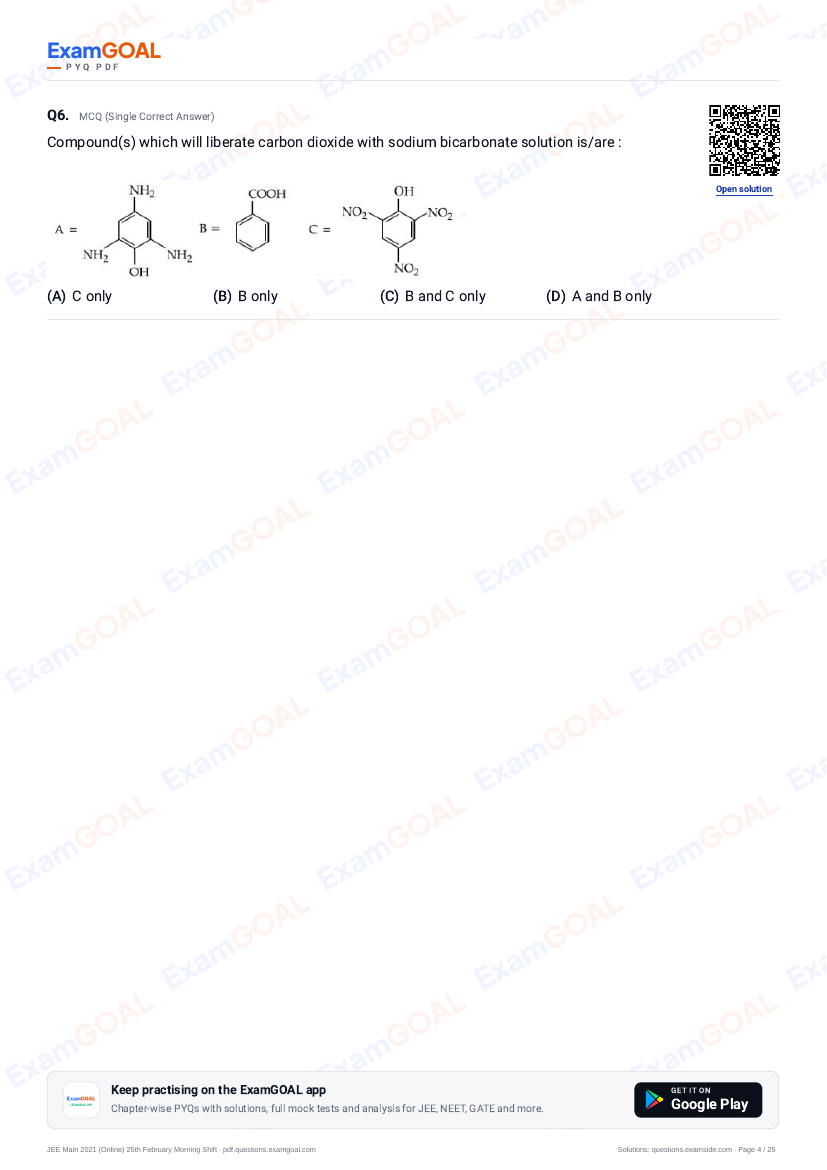 ExamGOAL
PYQ PDF
Q6. MCQ (Single Correct Answer)
Compound(s) which will liberate carbon dioxide with sodium bicarbonate solution is/are :
Open solution
A =
NH₂
NH₂
NH₂
OH
B =
COOH
C =
OH
NO₂
NO₂
NO₂
(A) C only
(B) B only
(C) B and C only
(D) A and B only
Keep practising on the ExamGOAL app
Chapter-wise PYQs with solutions, full mock tests and analysis for JEE, NEET, GATE and more.
GET IT ON
Google Play
JEE Main 2021 (Online) 25th February Morning Shift · pdf.questions.examgoal.com
Solutions: questions.examside.com · Page 4 / 25